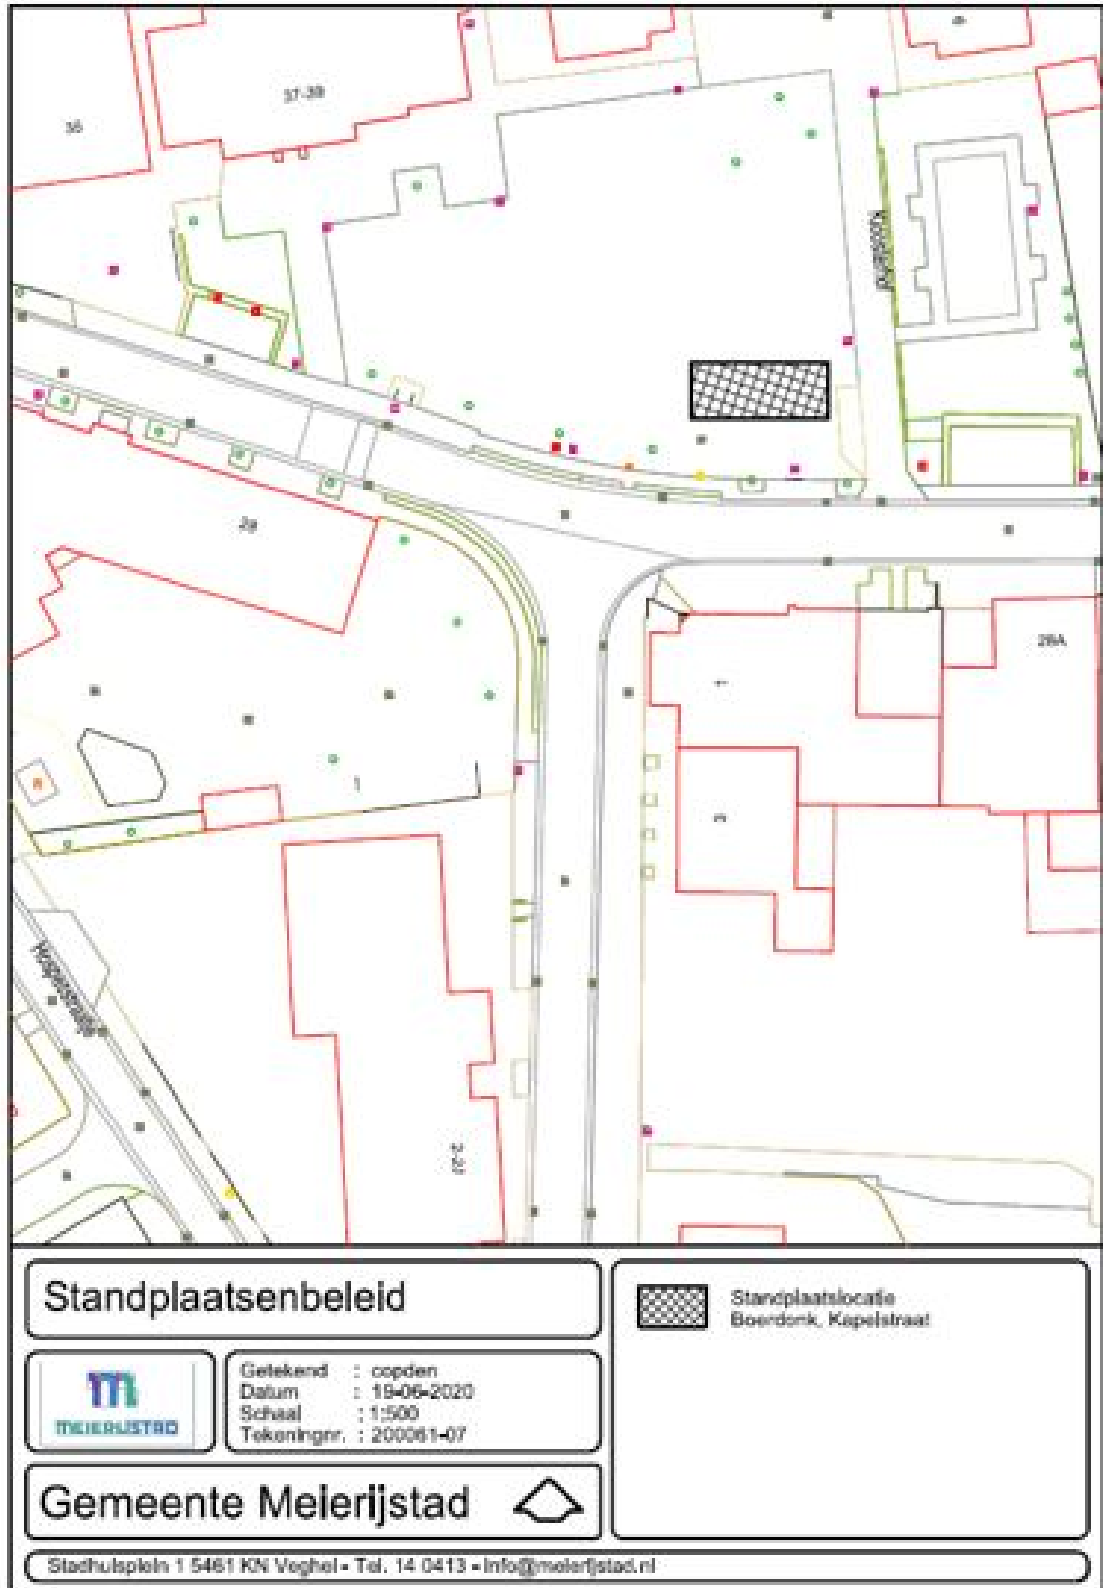 37-39
35
29
28A
1
3
1
2-20
Standplaatsenbeleid
Standplaatslocatie
Boerdonk, Kapelstraat
MEIERIJSTAD
Getekend : copden
Datum : 19-06-2020
Schaal : 1:500
Tekeningnr. : 200061-07
Gemeente Meierijstad
Stadhuisplein 1 5461 KN Veghel - Tel. 14 0413 - info@meierijstad.nl